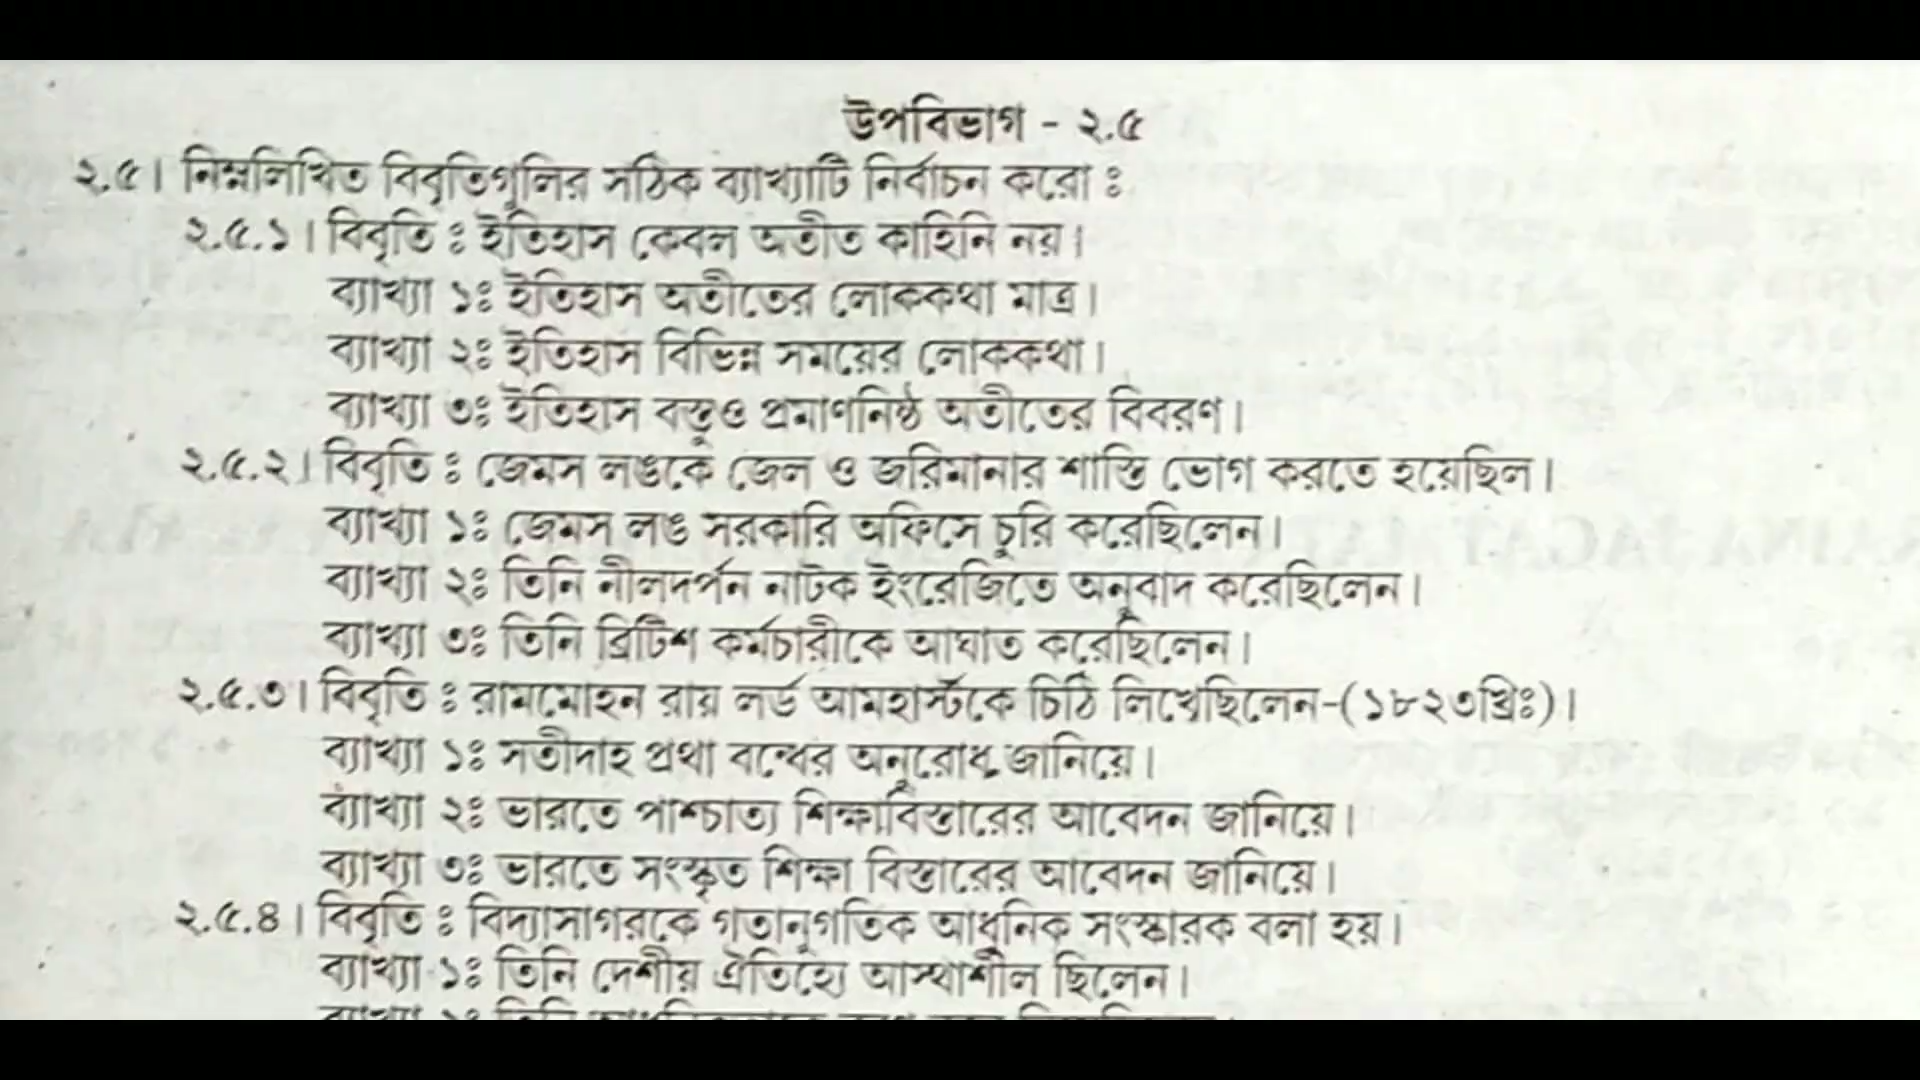 উপবিভাগ - ২.৫
২.৫। নিম্নলিখিত বিবৃতিগুলির সঠিক ব্যাখ্যাটি নির্বাচন করো ঃ
২.৫.১। বিবৃতি ঃ ইতিহাস কেবল অতীত কাহিনি নয়।
ব্যাখ্যা ১ঃ ইতিহাস অতীতের লোককথা মাত্র।
ব্যাখ্যা ২ঃ ইতিহাস বিভিন্ন সময়ের লোককথা।
ব্যাখ্যা ৩ঃ ইতিহাস বস্তু ও প্রমাণনিষ্ঠ অতীতের বিবরণ।
২.৫.২। বিবৃতি ঃ জেমস লঙকে জেল ও জরিমানার শাস্তি ভোগ করতে হয়েছিল।
ব্যাখ্যা ১ঃ জেমস লঙ সরকারি অফিসে চুরি করেছিলেন।
ব্যাখ্যা ২ঃ তিনি নীলদর্পন নাটক ইংরেজিতে অনুবাদ করেছিলেন।
ব্যাখ্যা ৩ঃ তিনি ব্রিটিশ কর্মচারীকে আঘাত করেছিলেন।
২.৫.৩। বিবৃতি ঃ রামমোহন রায় লর্ড আমহার্স্টকে চিঠি লিখেছিলেন-(১৮২৩খ্রিঃ)।
ব্যাখ্যা ১ঃ সতীদাহ প্রথা বন্ধের অনুরোধ জানিয়ে।
ব্যাখ্যা ২ঃ ভারতে পাশ্চাত্য শিক্ষাবিস্তারের আবেদন জানিয়ে।
ব্যাখ্যা ৩ঃ ভারতে সংস্কৃত শিক্ষা বিস্তারের আবেদন জানিয়ে।
২.৫.৪। বিবৃতি ঃ বিদ্যাসাগরকে গতানুগতিক আধুনিক সংস্কারক বলা হয়।
ব্যাখ্যা ১ঃ তিনি দেশীয় ঐতিহ্যে আস্থাশীল ছিলেন।